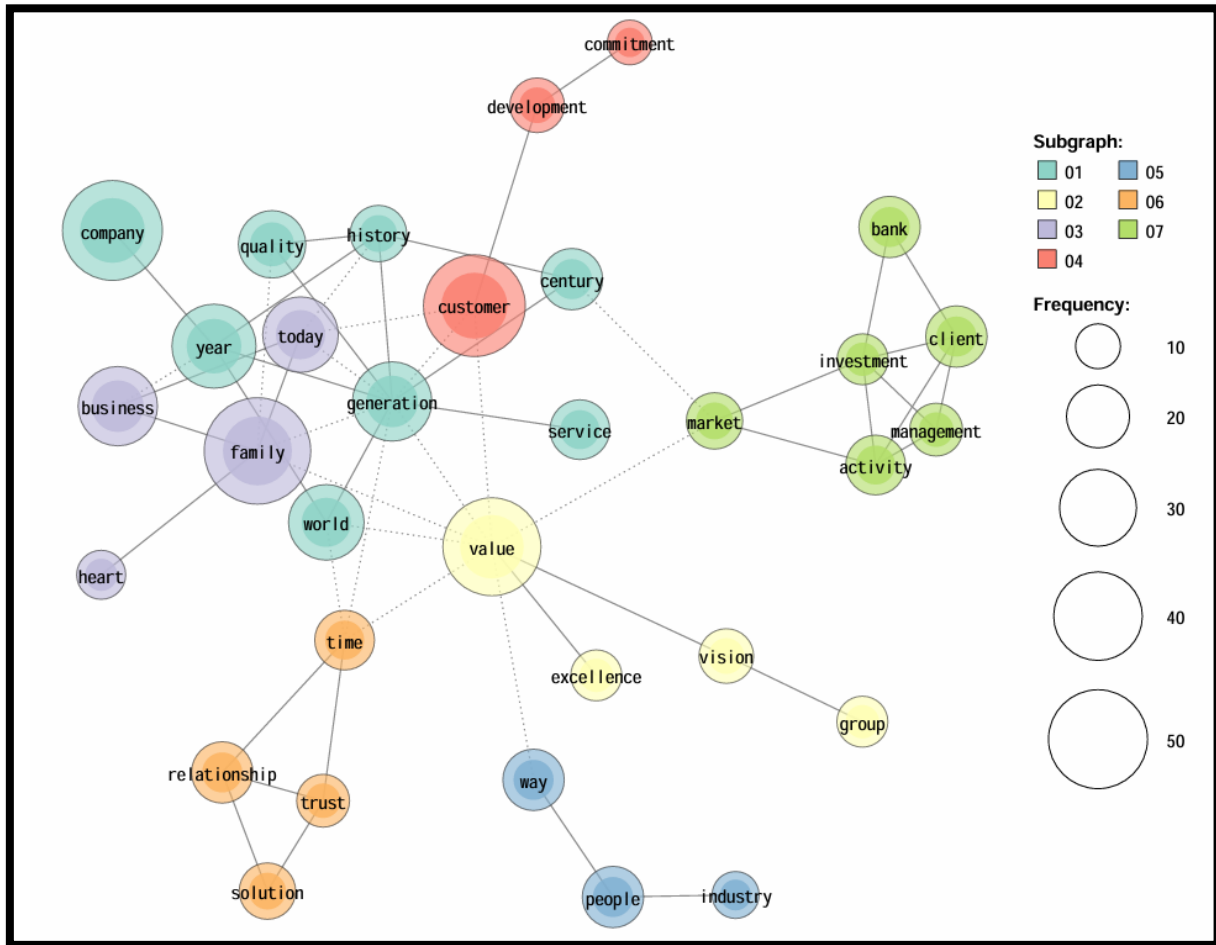 commitment
development
company
quality
history
century
customer
today
year
business
generation
family
service
world
value
heart
time
excellence
vision
group
relationship
trust
solution
way
people
industry
bank
client
investment
market
management
activity
Subgraph:
01 05
02 06
03 07
04
Frequency:
10
20
30
40
50